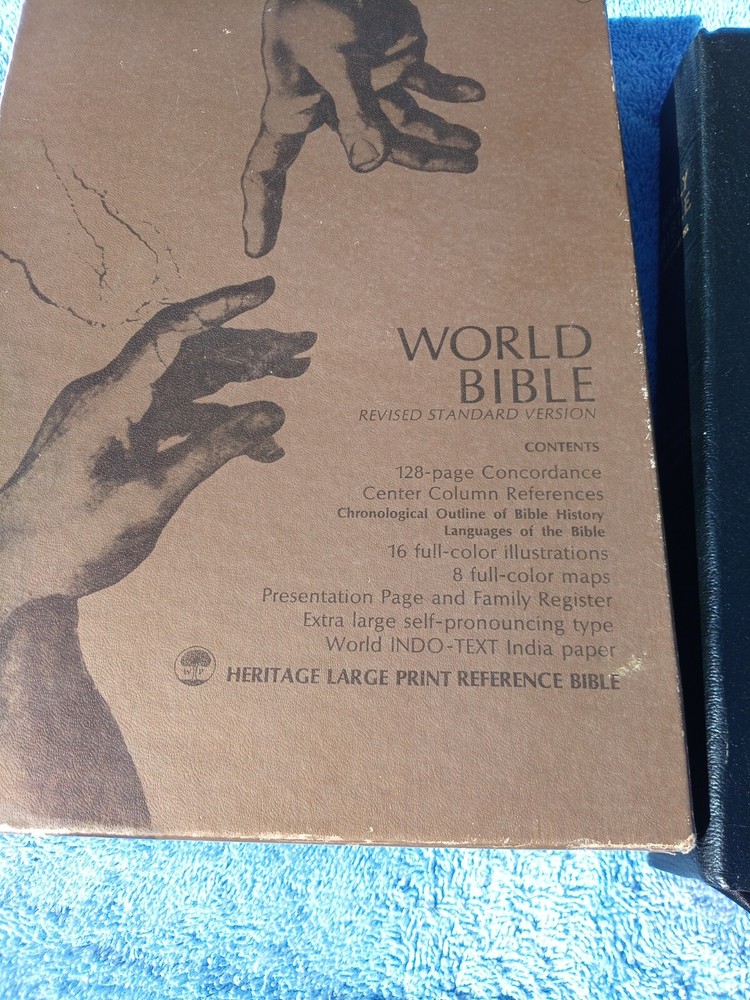 WORLD
BIBLE
REVISED STANDARD VERSION
CONTENTS
128-page Concordance
Center Column References
Chronological Outline of Bible History
Languages of the Bible
16 full-color illustrations
8 full-color maps
Presentation Page and Family Register
Extra large self-pronouncing type
World INDO-TEXT India paper
W P
HERITAGE LARGE PRINT REFERENCE BIBLE